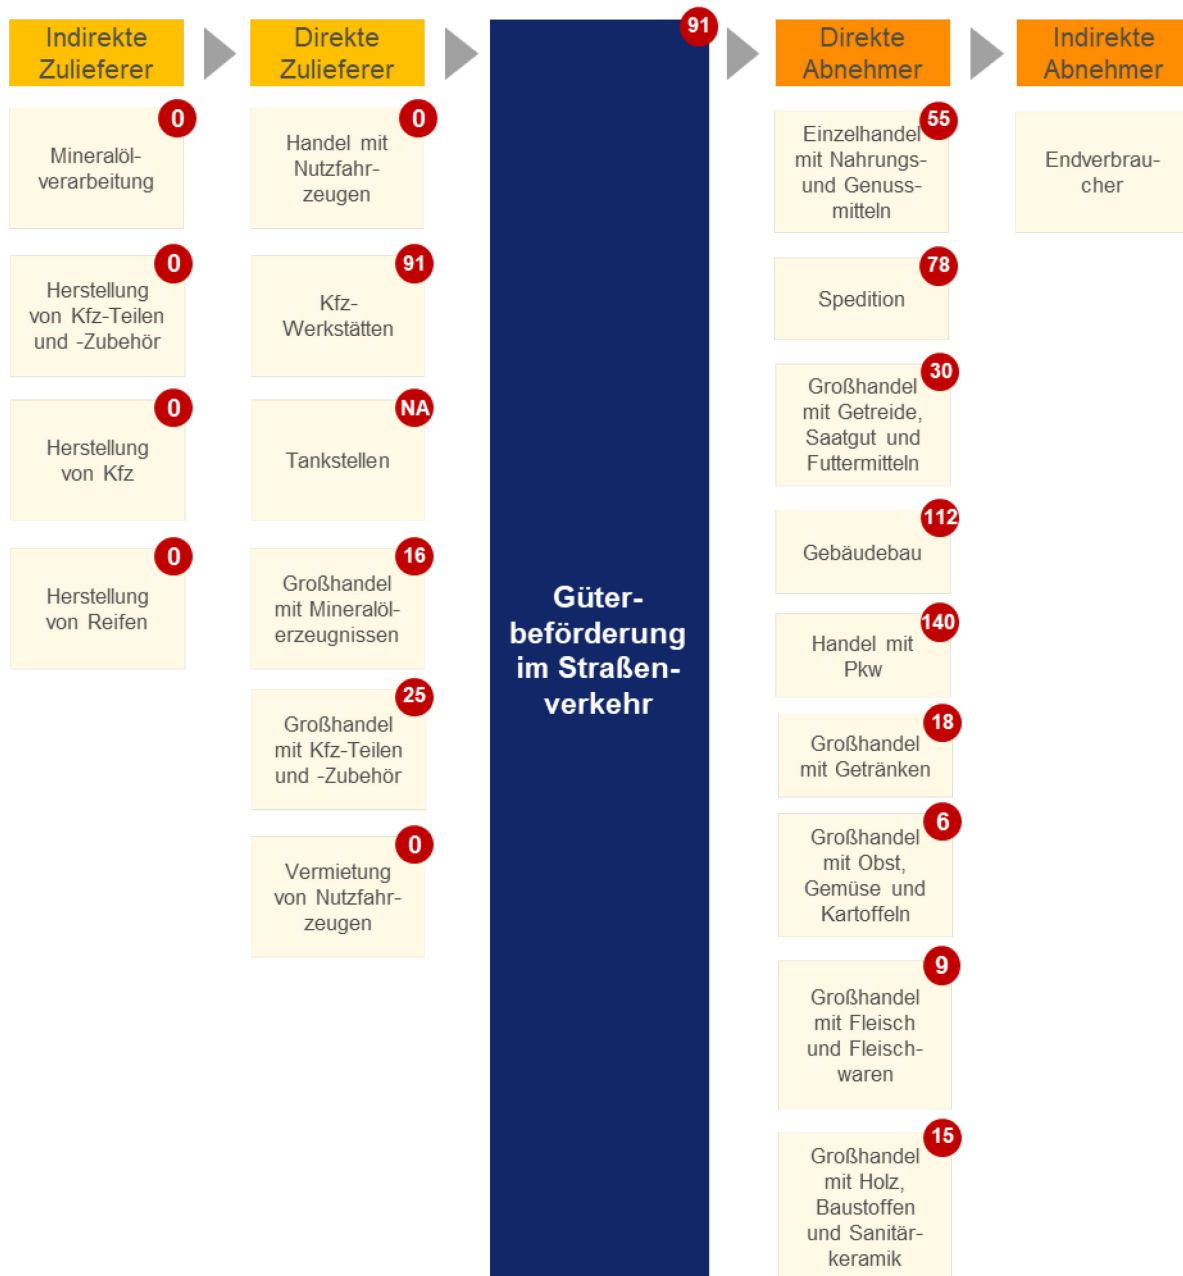 Indirekte
Zulieferer
0
Mineralöl-
verarbeitung
0
Herstellung
von Kfz-Teilen
und -Zubehör
0
Herstellung
von Kfz
0
Herstellung
von Reifen
Direkte
Zulieferer
0
Handel mit
Nutzfahr-
zeugen
91
Kfz-
Werkstätten
NA
Tankstellen
16
Großhandel
mit Mineralöl-
erzeugnissen
25
Großhandel
mit Kfz-Teilen
und -Zubehör
0
Vermietung
von Nutzfahr-
zeugen
91
Güter-
beförderung
im Straßen-
verkehr
Direkte
Abnehmer
55
Einzelhandel
mit Nahrungs-
und Genuss-
mitteln
78
Spedition
30
Großhandel
mit Getreide,
Saatgut und
Futtermitteln
112
Gebäudebau
140
Handel mit
Pkw
18
Großhandel
mit Getränken
6
Großhandel
mit Obst,
Gemüse und
Kartoffeln
9
Großhandel
mit Fleisch
und Fleisch-
waren
15
Großhandel
mit Holz,
Baustoffen
und Sanitär-
keramik
Indirekte
Abnehmer
Endverbrau-
cher